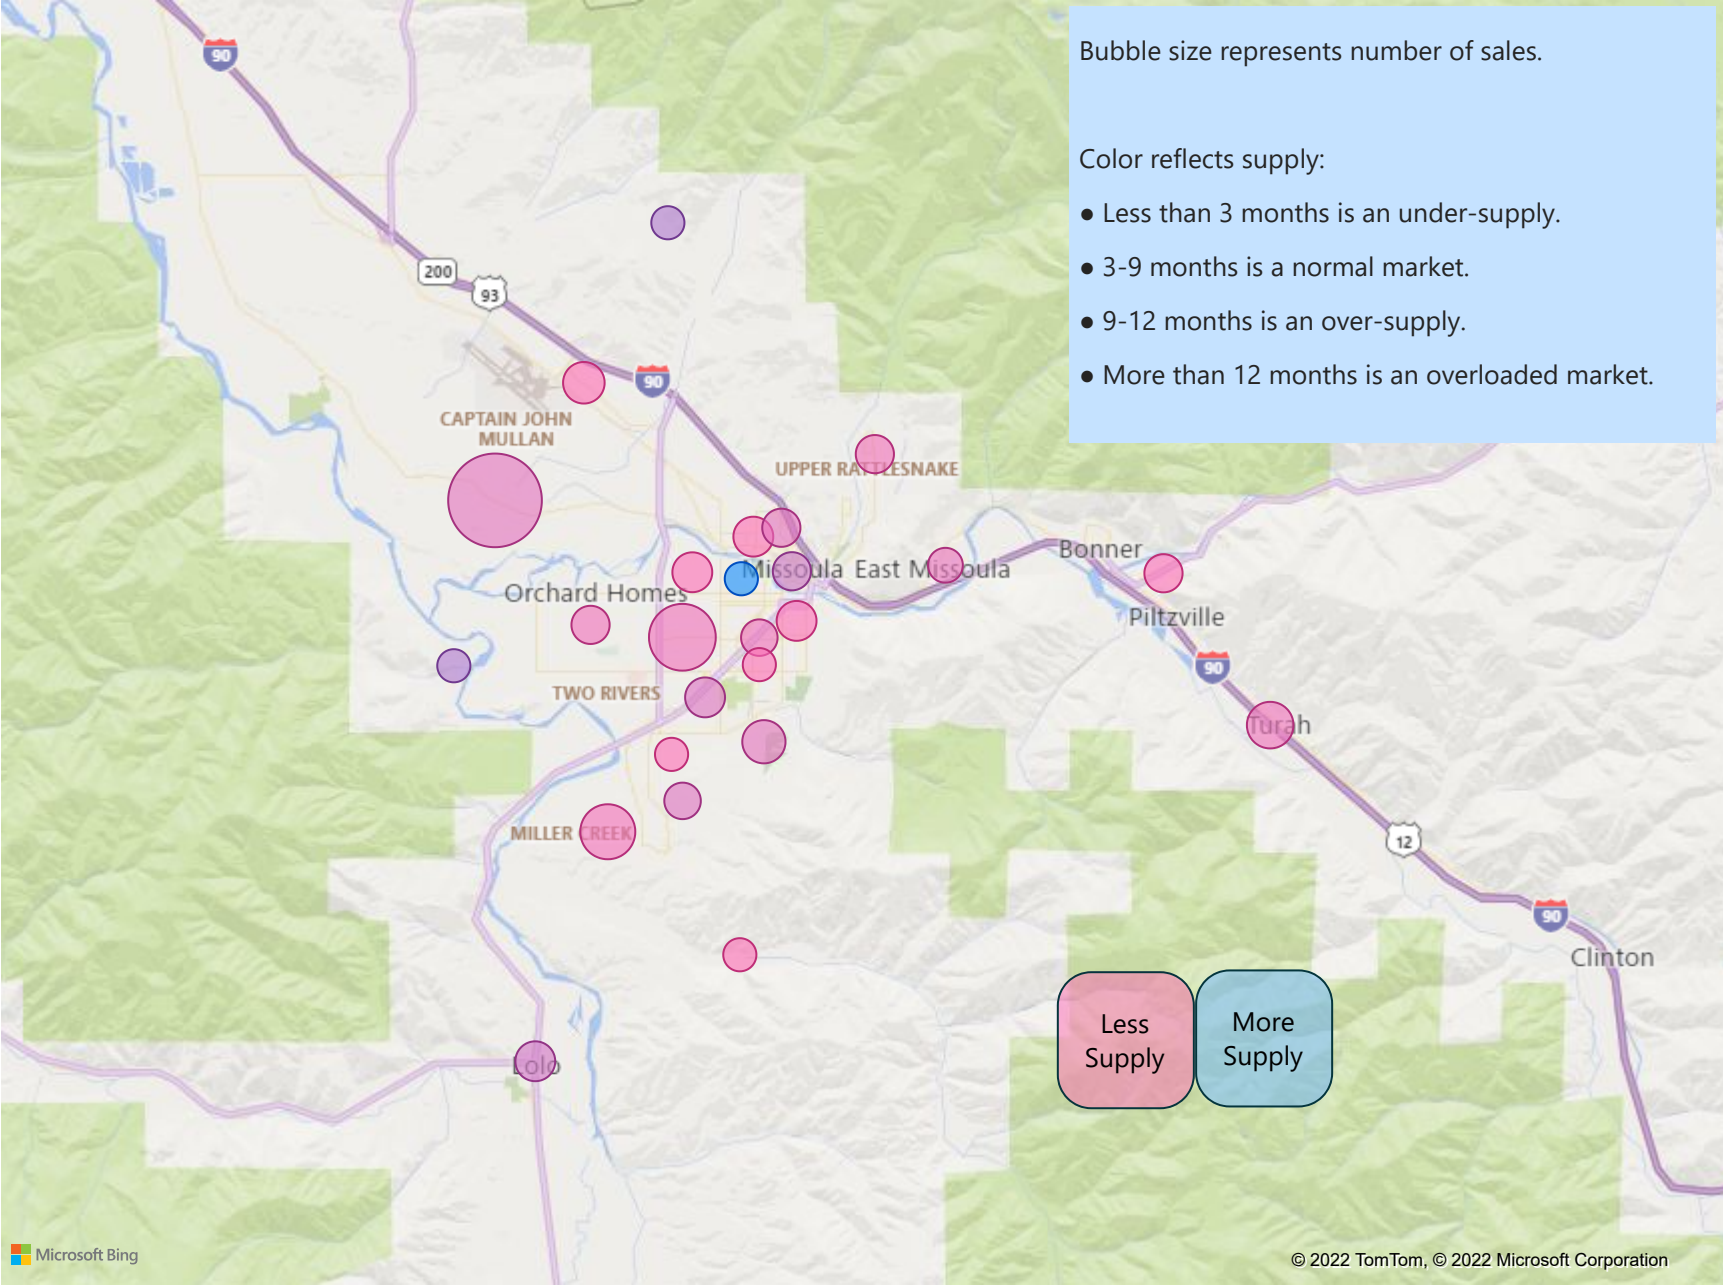 Bubble size represents number of sales.
Color reflects supply:
● Less than 3 months is an under-supply.
● 3-9 months is a normal market.
● 9-12 months is an over-supply.
● More than 12 months is an overloaded market.
90
200
93
90
CAPTAIN JOHN
MULLAN
UPPER RATTLESNAKE
Bonner
Missoula
East Missoula
Orchard Homes
Piltzville
90
TWO RIVERS
Turah
MILLER CREEK
12
90
Clinton
Less
Supply
More
Supply
Lolo
Microsoft Bing
© 2022 TomTom, © 2022 Microsoft Corporation